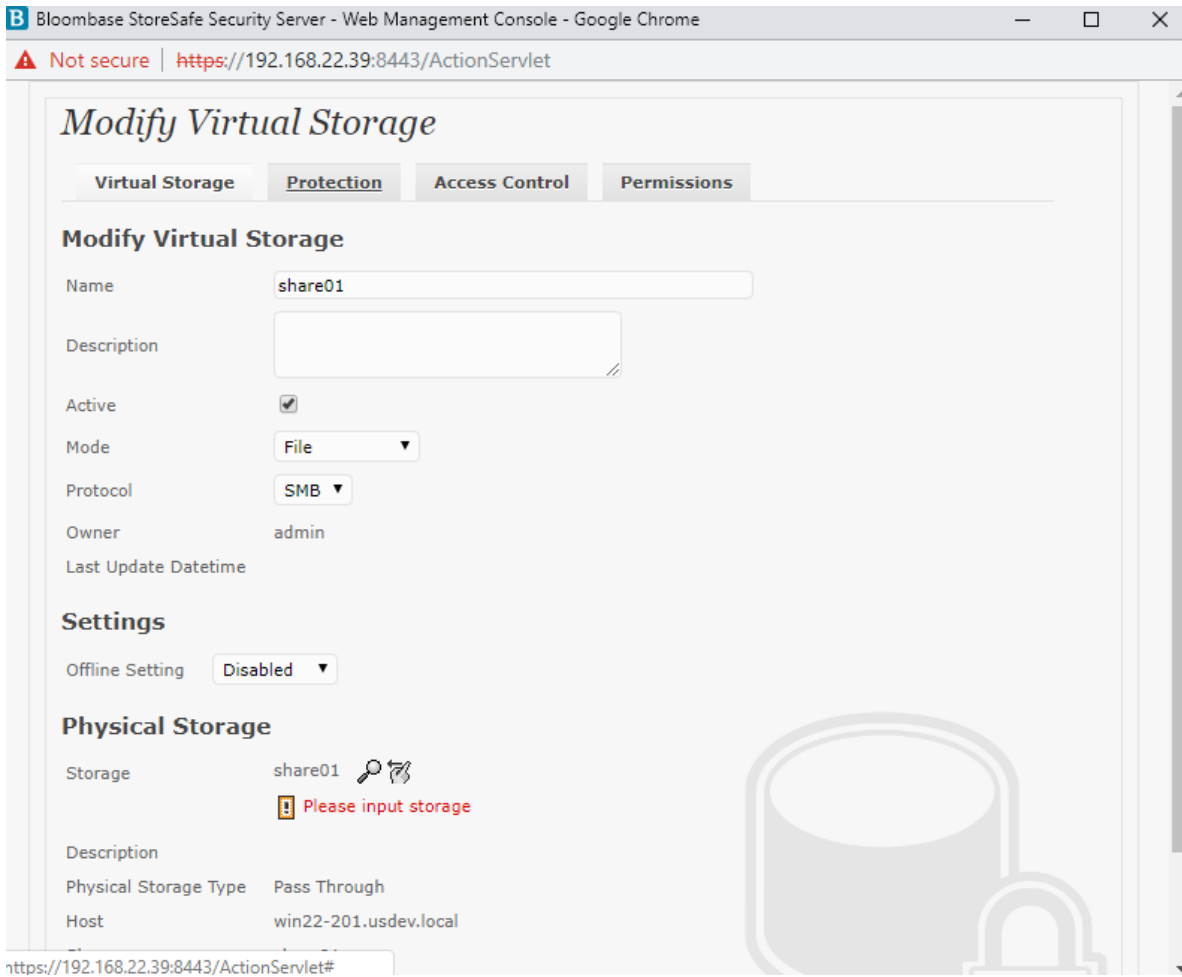 B Bloombase StoreSafe Security Server - Web Management Console - Google Chrome
Not secure | https://192.168.22.39:8443/ActionServlet
Modify Virtual Storage
Virtual Storage Protection Access Control Permissions
Modify Virtual Storage
Name share01
Description
Active
Mode File
Protocol SMB
Owner admin
Last Update Datetime
Settings
Offline Setting Disabled
Physical Storage
Storage share01
Please input storage
Description
Physical Storage Type Pass Through
Host win22-201.usdev.local
https://192.168.22.39:8443/ActionServlet#